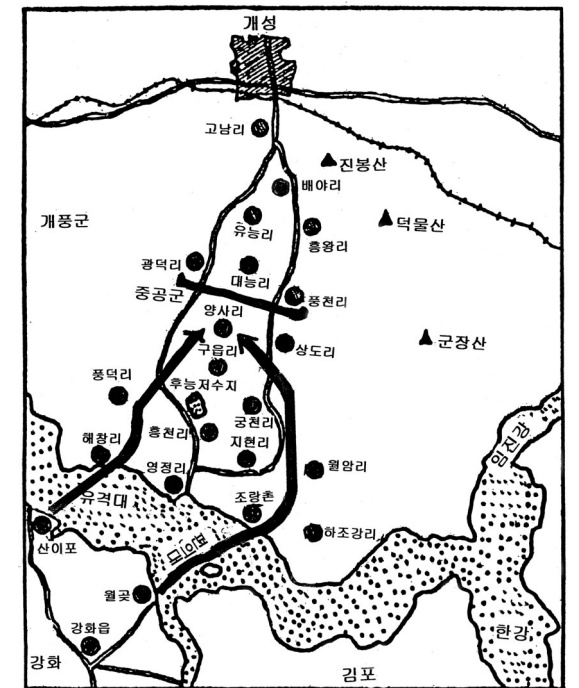 개성
고남리
진봉산
배야리
개풍군
유능리
덕물산
흥왕리
광덕리
대능리
중공군
풍천리
양사리
군장산
구읍리
상도리
풍덕리
후능저수지
궁천리
흥천리
해창리
지현리
임진강
영정리
월암리
유격대
조랑촌
산이포
하조강리
월곶
강화읍
한강
강화
김포